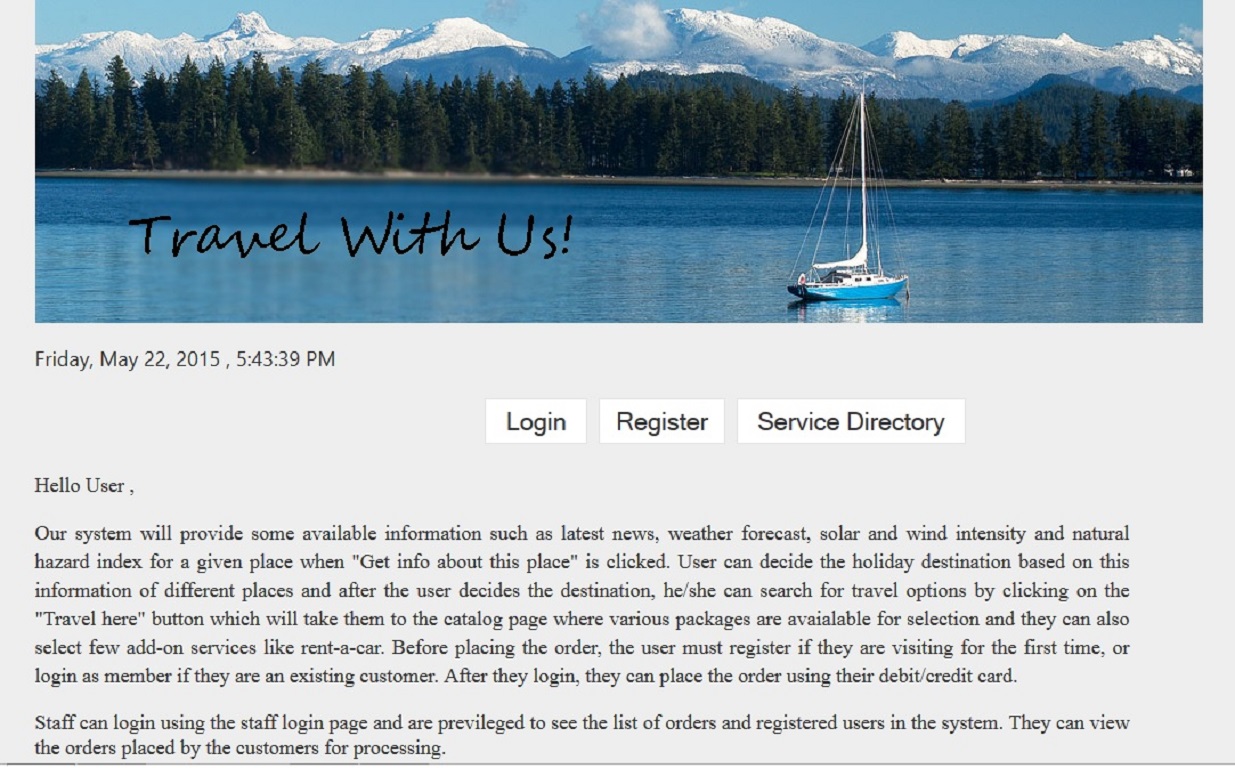 Travel With Us!
Friday, May 22, 2015 , 5:43:39 PM
Login Register Service Directory
Hello User ,
Our system will provide some available information such as latest news, weather forecast, solar and wind intensity and natural
hazard index for a given place when "Get info about this place" is clicked. User can decide the holiday destination based on this
information of different places and after the user decides the destination, he/she can search for travel options by clicking on the
"Travel here" button which will take them to the catalog page where various packages are avaialable for selection and they can also
select few add-on services like rent-a-car. Before placing the order, the user must register if they are visiting for the first time, or
login as member if they are an existing customer. After they login, they can place the order using their debit/credit card.
Staff can login using the staff login page and are previleged to see the list of orders and registered users in the system. They can view
the orders placed by the customers for processing.